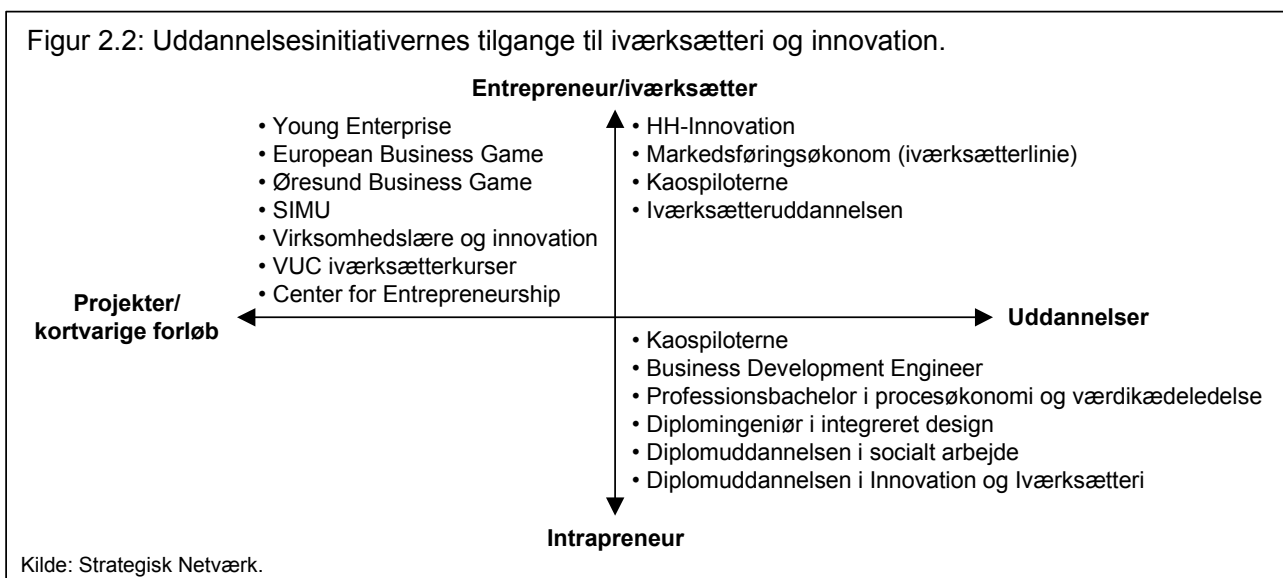 Figur 2.2: Uddannelsesinitiativernes tilgange til iværksætteri og innovation.
Entrepreneur/iværksætter
• Young Enterprise
• European Business Game
• Øresund Business Game
• SIMU
• Virksomhedslære og innovation
• VUC iværksætterkurser
• Center for Entrepreneurship
• HH-Innovation
• Markedsføringsøkonom (iværksætterlinie)
• Kaospiloterne
• Iværksætteruddannelsen
Projekter/
kortvarige forløb
Uddannelser
• Kaospiloterne
• Business Development Engineer
• Professionsbachelor i procesøkonomi og værdikædeledelse
• Diplomingeniør i integreret design
• Diplomuddannelsen i socialt arbejde
• Diplomuddannelsen i Innovation og Iværksætteri
Intrapreneur
Kilde: Strategisk Netværk.